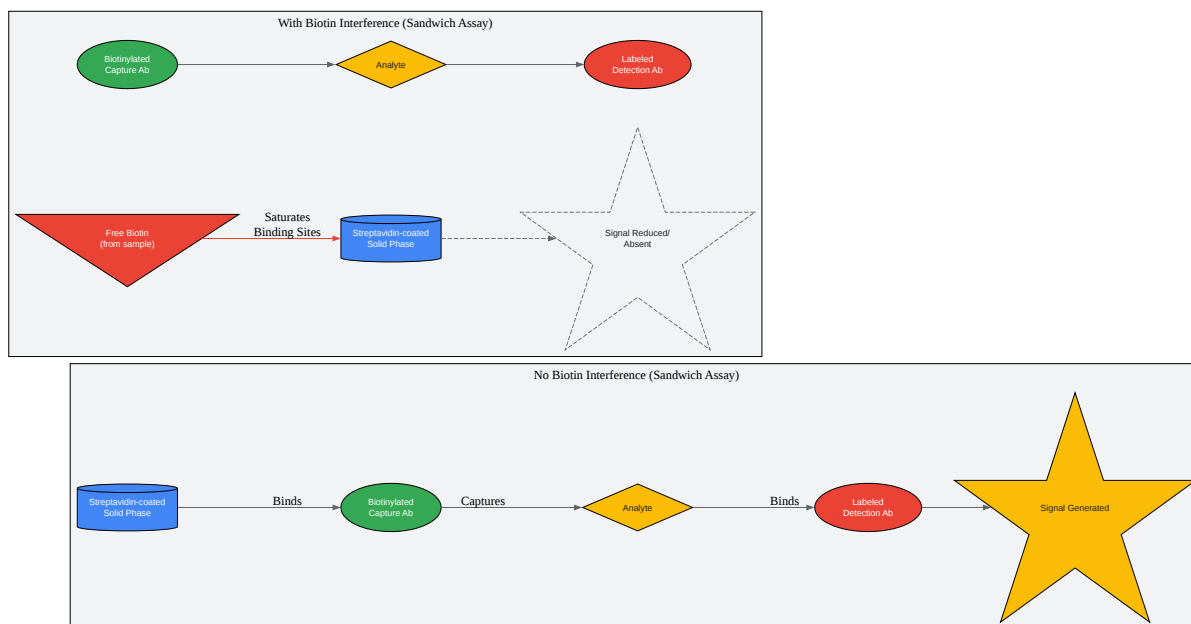 With Biotin Interference (Sandwich Assay)
Biotinylated
Capture Ab
Analyte
Labeled
Detection Ab
Free Biotin
(from sample)
Saturates
Binding Sites
Streptavidin-coated
Solid Phase
Signal Reduced/
Absent
No Biotin Interference (Sandwich Assay)
Streptavidin-coated
Solid Phase
Binds
Biotinylated
Capture Ab
Captures
Analyte
Binds
Labeled
Detection Ab
Signal Generated